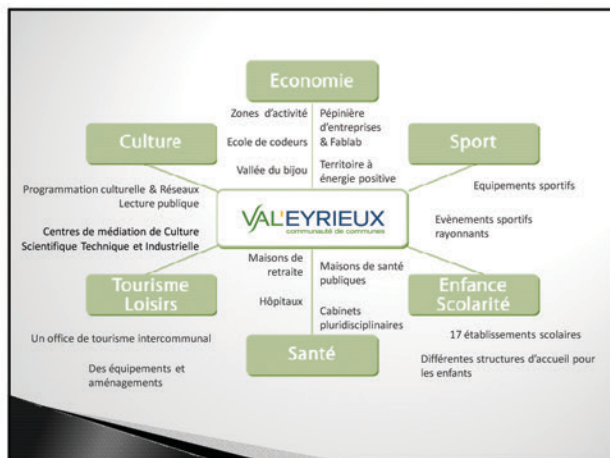 Economie
Zones d'activité
Ecole de codeurs
Vallée du bijou
Pépinière
d'entreprises
& Fablab
Territoire à
énergie positive
Culture
Programmation culturelle & Réseaux
Lecture publique
Centres de médiation de Culture
Scientifique Technique et Industrielle
Sport
Equipements sportifs
Evènements sportifs
rayonnants
VAL'EYRIEUX
communauté de communes
Tourisme
Loisirs
Un office de tourisme intercommunal
Des équipements et
aménagements
Maisons de
retraite
Hôpitaux
Maisons de santé
publiques
Cabinets
pluridisciplinaires
Santé
Enfance
Scolarité
17 établissements scolaires
Différentes structures d'accueil pour
les enfants